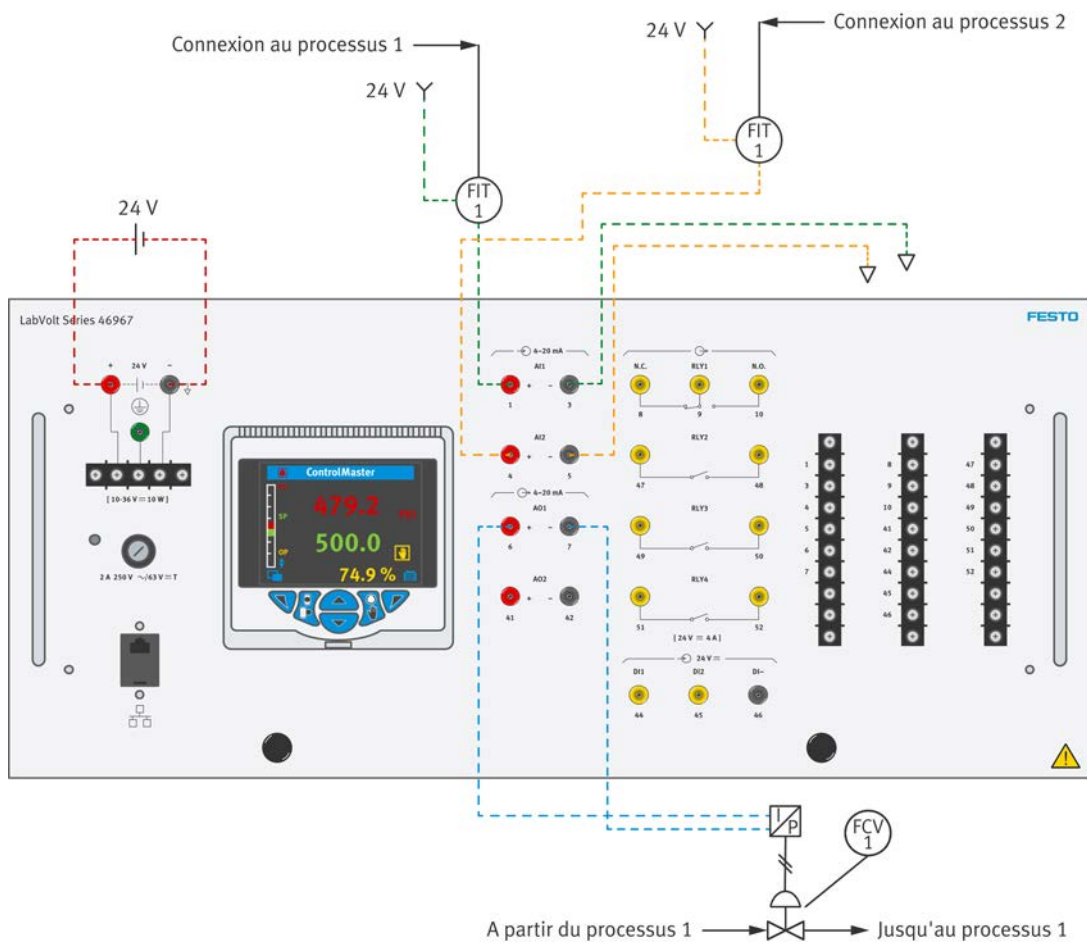 Connexion au processus 1
24 V
FIT
1
24 V
Connexion au processus 2
FIT
1
24 V
LabVolt Series 46967
FESTO
+ 24 V -
[ 10-36 V ⎓ 10 W ]
2 A 250 V ~/63 V ⎓ T
ControlMaster
479.2
SP
500.0
OP
74.9 %
4-20 mA
AI1
+ -
1 3
AI2
+ -
4 5
4-20 mA
AO1
+ -
6 7
AO2
+ -
41 42
N.C. RLY1 N.O.
8 9 10
RLY2
47 48
RLY3
49 50
RLY4
51 52
[ 24 V ⎓ 4 A ]
24 V ⎓
DI1 DI2 DI-
44 45 46
1
3
4
5
6
7
8
9
10
41
42
44
45
46
47
48
49
50
51
52
I
P
FCV
1
A partir du processus 1
Jusqu'au processus 1